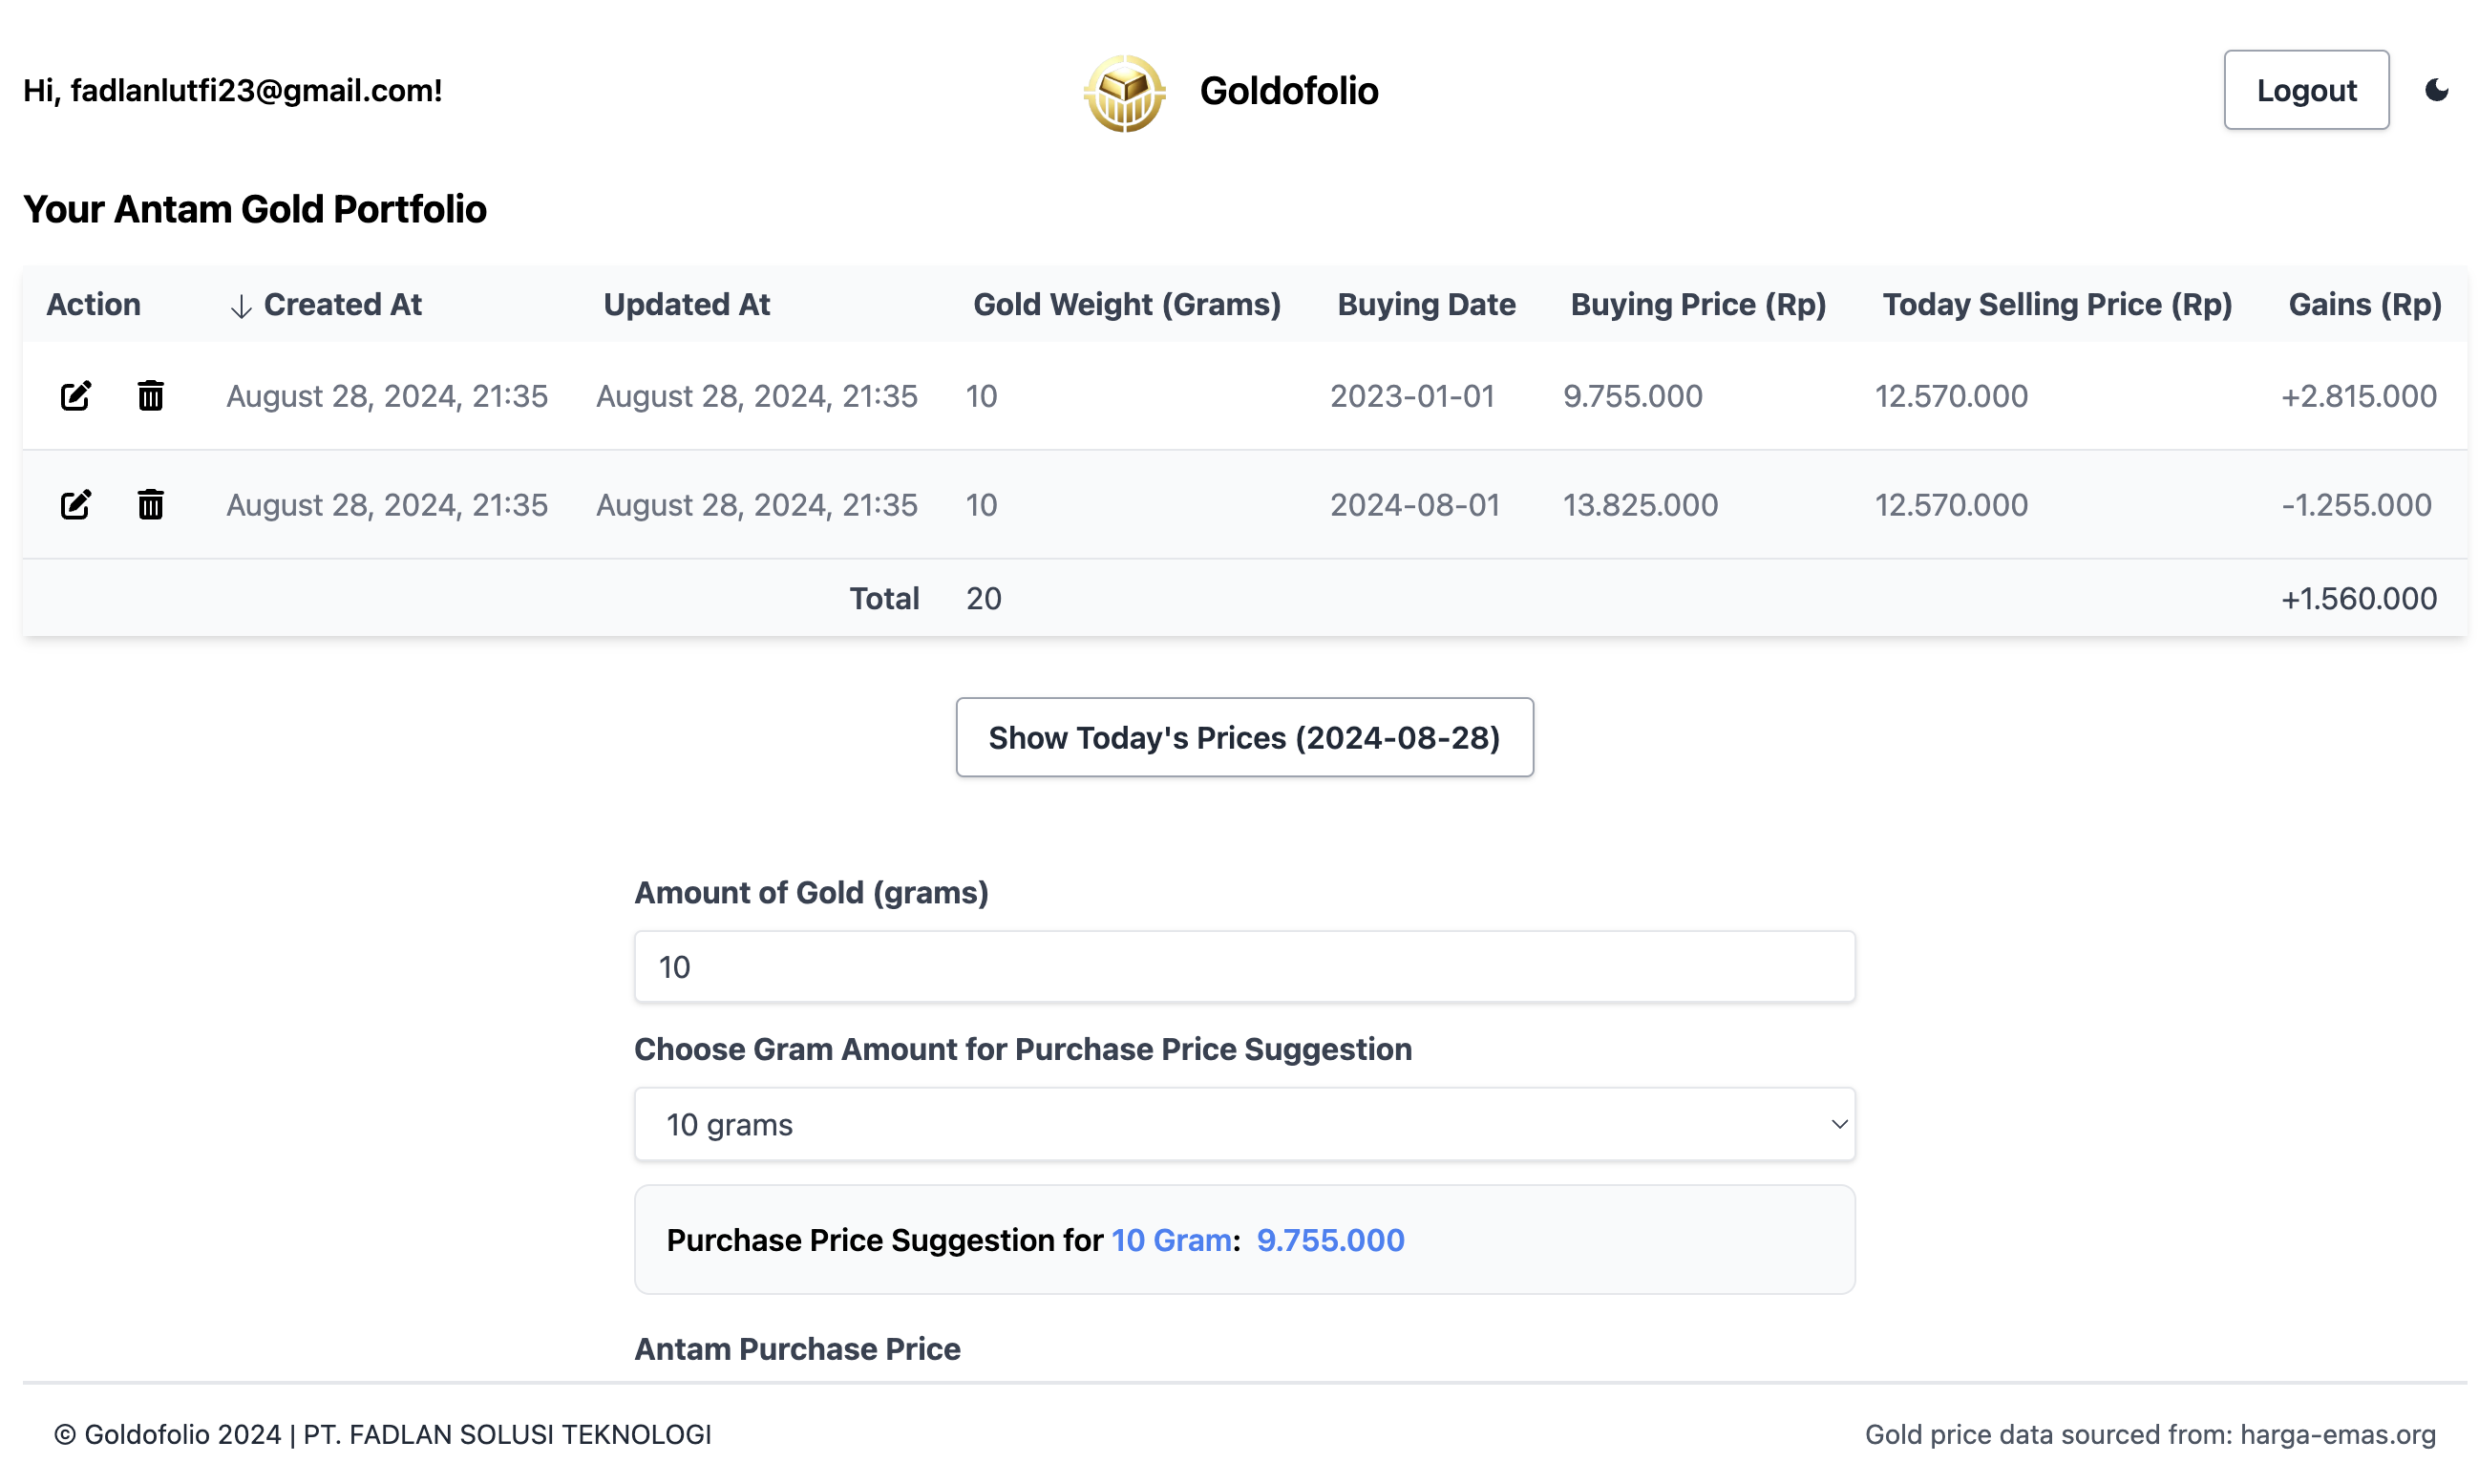 Hi, fadlanlutfi23@gmail.com!
Goldofolio
Logout
Your Antam Gold Portfolio
Action ↓ Created At Updated At Gold Weight (Grams) Buying Date Buying Price (Rp) Today Selling Price (Rp) Gains (Rp)
August 28, 2024, 21:35 August 28, 2024, 21:35 10 2023-01-01 9.755.000 12.570.000 +2.815.000
August 28, 2024, 21:35 August 28, 2024, 21:35 10 2024-08-01 13.825.000 12.570.000 -1.255.000
Total 20 +1.560.000
Show Today's Prices (2024-08-28)
Amount of Gold (grams)
10
Choose Gram Amount for Purchase Price Suggestion
10 grams
Purchase Price Suggestion for 10 Gram: 9.755.000
Antam Purchase Price
© Goldofolio 2024 | PT. FADLAN SOLUSI TEKNOLOGI
Gold price data sourced from: harga-emas.org